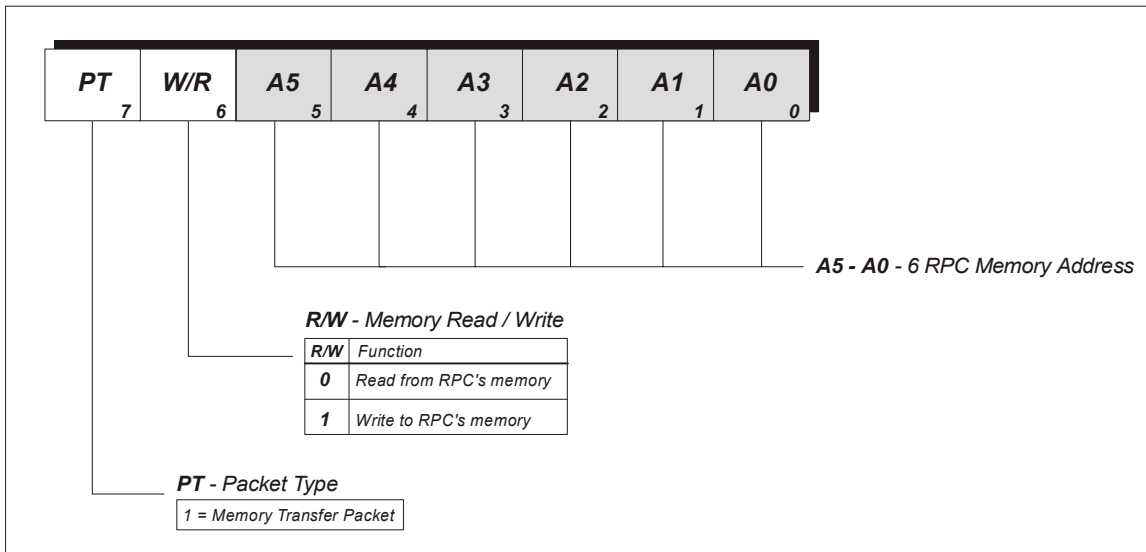 PT W/R A5 A4 A3 A2 A1 A0
7 6 5 4 3 2 1 0
A5 - A0 - 6 RPC Memory Address
R/W - Memory Read / Write
R/W Function
0 Read from RPC's memory
1 Write to RPC's memory
PT - Packet Type
1 = Memory Transfer Packet